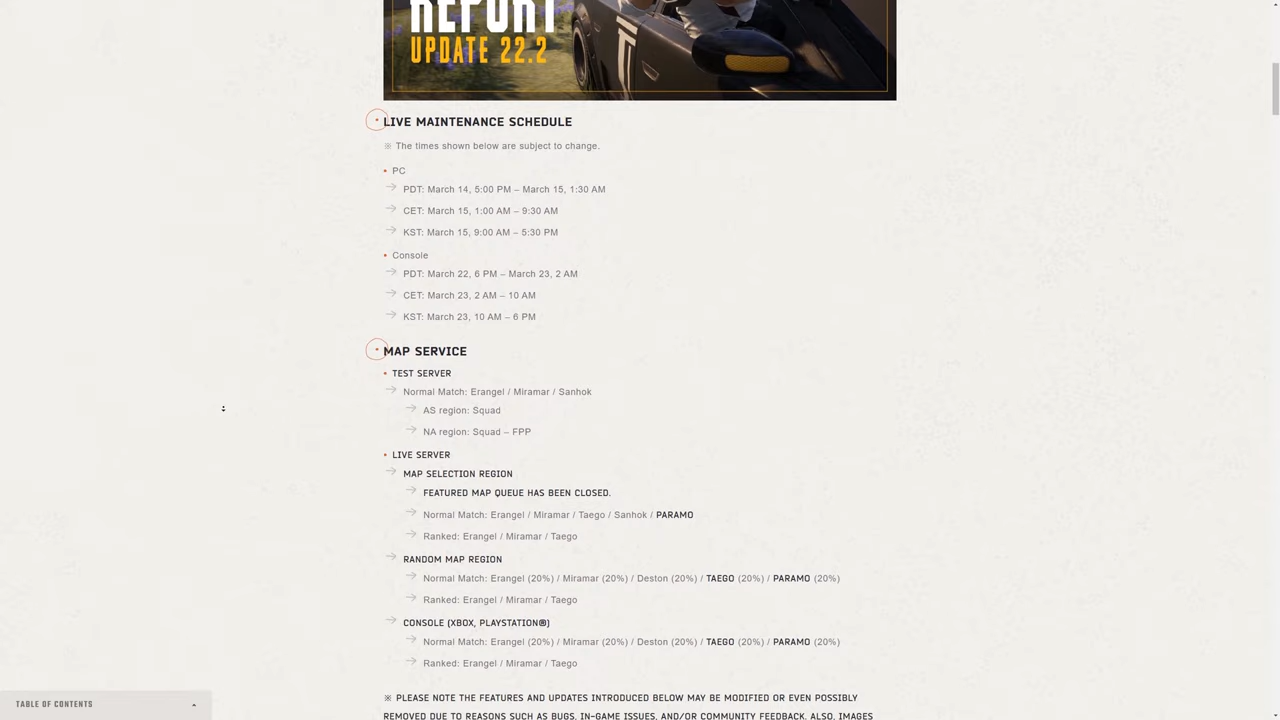 REPORT
UPDATE 22.2
LIVE MAINTENANCE SCHEDULE
※ The times shown below are subject to change.
• PC
→ PDT: March 14, 5:00 PM – March 15, 1:30 AM
→ CET: March 15, 1:00 AM – 9:30 AM
→ KST: March 15, 9:00 AM – 5:30 PM
• Console
→ PDT: March 22, 6 PM – March 23, 2 AM
→ CET: March 23, 2 AM – 10 AM
→ KST: March 23, 10 AM – 6 PM
MAP SERVICE
• TEST SERVER
→ Normal Match: Erangel / Miramar / Sanhok
→ AS region: Squad
→ NA region: Squad – FPP
• LIVE SERVER
→ MAP SELECTION REGION
→ FEATURED MAP QUEUE HAS BEEN CLOSED.
→ Normal Match: Erangel / Miramar / Taego / Sanhok / PARAMO
→ Ranked: Erangel / Miramar / Taego
→ RANDOM MAP REGION
→ Normal Match: Erangel (20%) / Miramar (20%) / Deston (20%) / TAEGO (20%) / PARAMO (20%)
→ Ranked: Erangel / Miramar / Taego
→ CONSOLE (XBOX, PLAYSTATION®)
→ Normal Match: Erangel (20%) / Miramar (20%) / Deston (20%) / TAEGO (20%) / PARAMO (20%)
→ Ranked: Erangel / Miramar / Taego
※ PLEASE NOTE THE FEATURES AND UPDATES INTRODUCED BELOW MAY BE MODIFIED OR EVEN POSSIBLY
REMOVED DUE TO REASONS SUCH AS BUGS, IN-GAME ISSUES, AND/OR COMMUNITY FEEDBACK. ALSO, IMAGES
TABLE OF CONTENTS